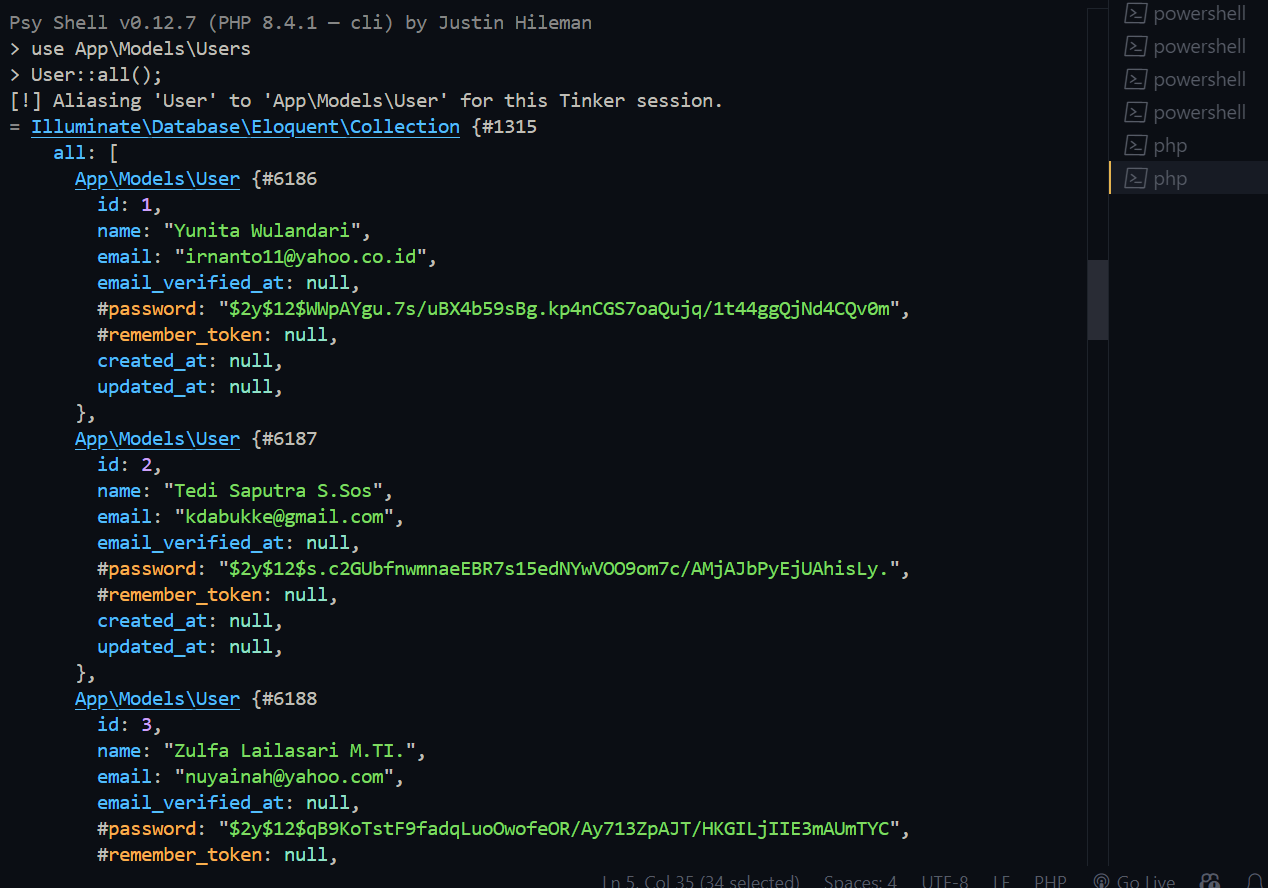 Psy Shell v0.12.7 (PHP 8.4.1 — cli) by Justin Hileman
> use App\Models\Users
> User::all();
[!] Aliasing 'User' to 'App\Models\User' for this Tinker session.
= Illuminate\Database\Eloquent\Collection {#1315
all: [
App\Models\User {#6186
id: 1,
name: "Yunita Wulandari",
email: "irnanto11@yahoo.co.id",
email_verified_at: null,
#password: "$2y$12$WWpAYgu.7s/uBX4b59sBg.kp4nCGS7oaQujq/1t44ggQjNd4CQv0m",
#remember_token: null,
created_at: null,
updated_at: null,
},
App\Models\User {#6187
id: 2,
name: "Tedi Saputra S.Sos",
email: "kdabukke@gmail.com",
email_verified_at: null,
#password: "$2y$12$s.c2GUbfnwmnaeEBR7s15edNYwVOO9om7c/AMjAJbPyEjUAhisLy.",
#remember_token: null,
created_at: null,
updated_at: null,
},
App\Models\User {#6188
id: 3,
name: "Zulfa Lailasari M.TI.",
email: "nuyainah@yahoo.com",
email_verified_at: null,
#password: "$2y$12$qB9KoTstF9fadqLuoOwofeOR/Ay713ZpAJT/HKGILjIIE3mAUmTYC",
#remember_token: null,
powershell
powershell
powershell
powershell
php
php
Ln 5, Col 35 (34 selected) Spaces: 4 UTF-8 LF PHP Go Live